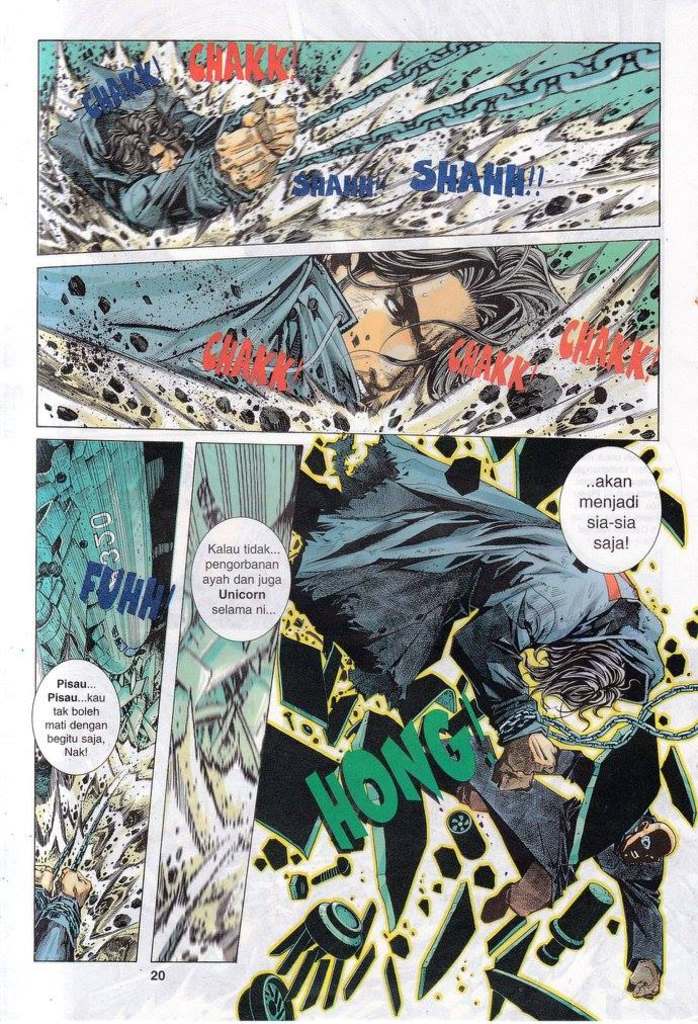 CHAKK!
CHAKK!
SHAHH!!
SHAHH!!
CHAKK!
CHAKK!
CHAKK!
350
FUHH!
Pisau...
Pisau...kau
tak boleh
mati dengan
begitu saja,
Nak!
Kalau tidak...
pengorbanan
ayah dan juga
Unicorn
selama ni...
..akan
menjadi
sia-sia
saja!
HONG!
20